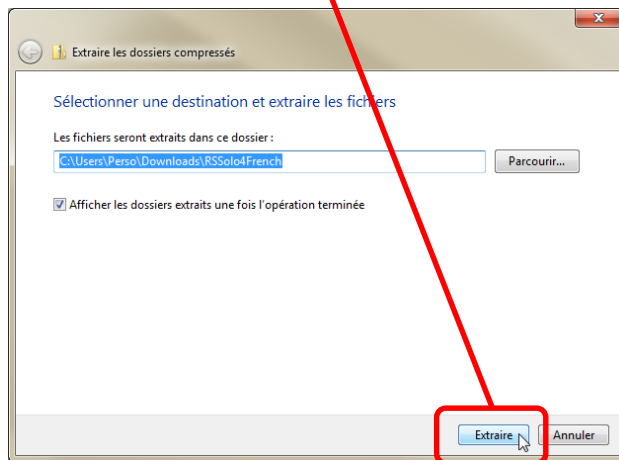 Extraire les dossiers compressés
Sélectionner une destination et extraire les fichiers
Les fichiers seront extraits dans ce dossier :
C:\Users\Perso\Downloads\RSSolo4French
Parcourir...
Afficher les dossiers extraits une fois l'opération terminée
Extraire
Annuler